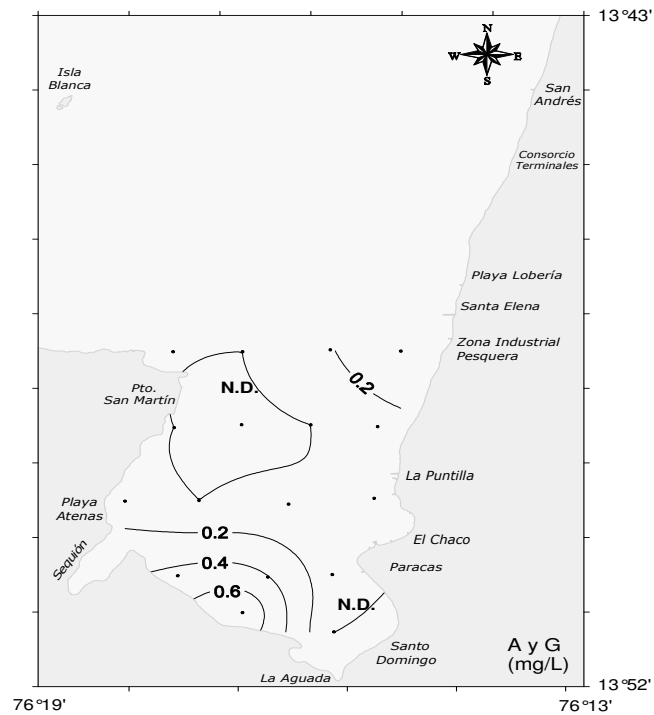 13°43'
N
W E
S
Isla
Blanca
San
Andrés
Consorcio
Terminales
Playa Lobería
Santa Elena
Zona Industrial
Pesquera
N.D.
0.2
Pto.
San Martín
La Puntilla
Playa
Atenas
0.2
El Chaco
Sequión
0.4
Paracas
0.6
N.D.
Santo
Domingo
A y G
(mg/L)
La Aguada
13°52'
76°19'
76°13'